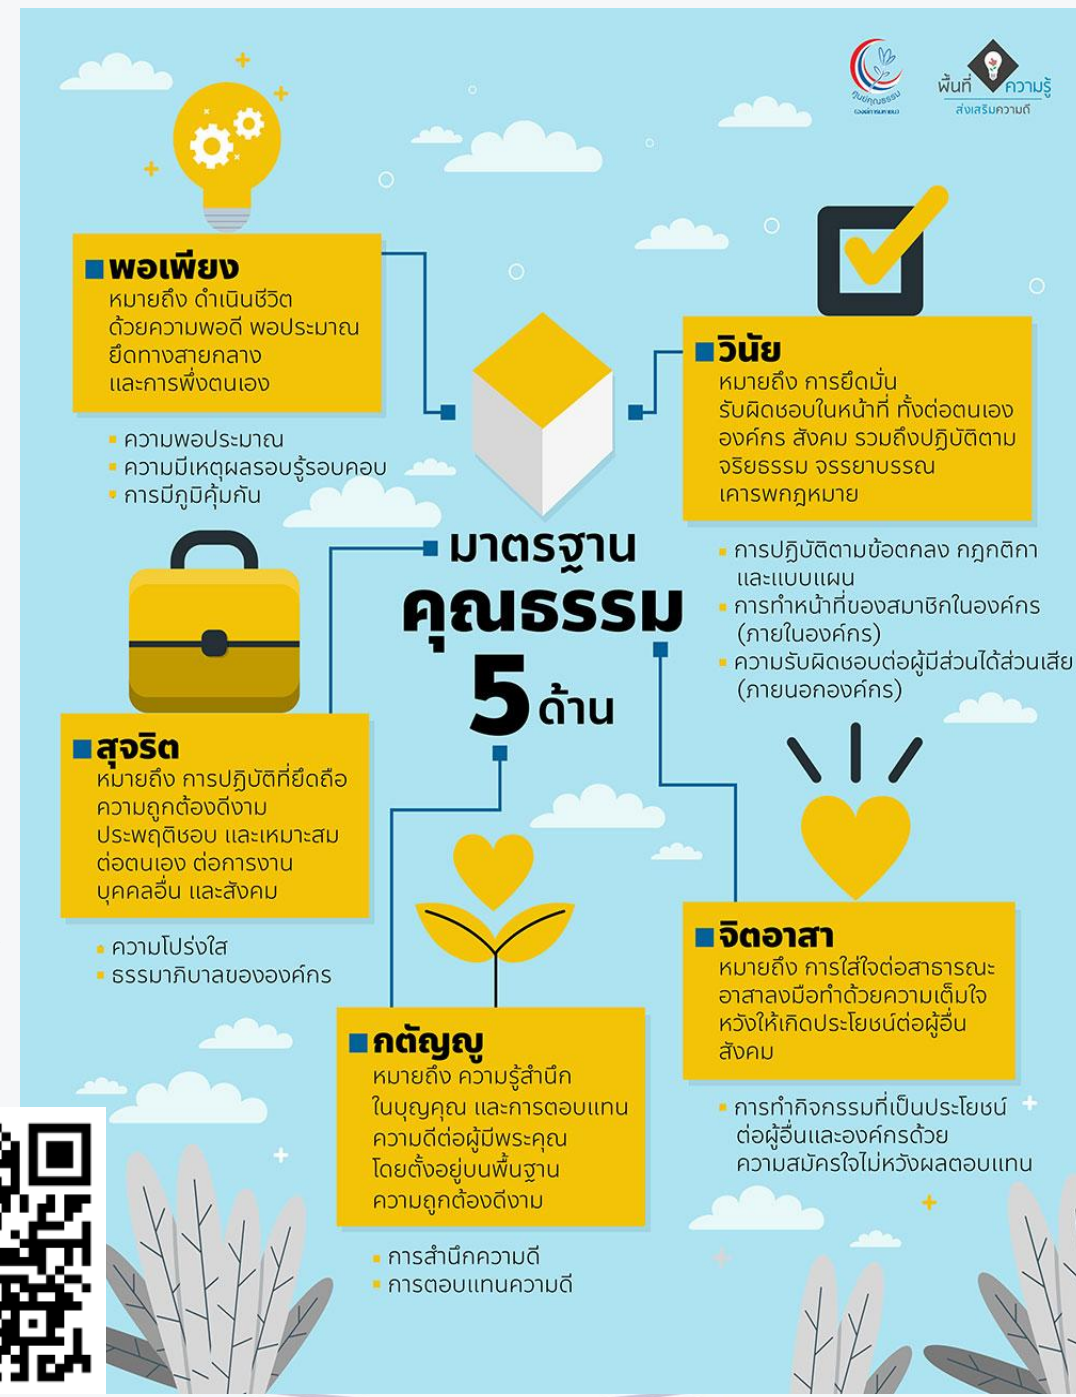 ศูนย์คุณธรรม
(องค์การมหาชน)
พื้นที่ ความรู้
ส่งเสริมความดี
พอเพียง
หมายถึง ดำเนินชีวิต
ด้วยความพอดี พอประมาณ
ยึดทางสายกลาง
และการพึ่งตนเอง
ความพอประมาณ
ความมีเหตุผลรอบรู้รอบคอบ
การมีภูมิคุ้มกัน
วินัย
หมายถึง การยึดมั่น
รับผิดชอบในหน้าที่ ทั้งต่อตนเอง
องค์กร สังคม รวมถึงปฏิบัติตาม
จริยธรรม จรรยาบรรณ
เคารพกฎหมาย
การปฏิบัติตามข้อตกลง กฎกติกา
และแบบแผน
การทำหน้าที่ของสมาชิกในองค์กร
(ภายในองค์กร)
ความรับผิดชอบต่อผู้มีส่วนได้ส่วนเสีย
(ภายนอกองค์กร)
มาตรฐาน
คุณธรรม
5 ด้าน
สุจริต
หมายถึง การปฏิบัติที่ยึดถือ
ความถูกต้องดีงาม
ประพฤติชอบ และเหมาะสม
ต่อตนเอง ต่อการงาน
บุคคลอื่น และสังคม
ความโปร่งใส
ธรรมาภิบาลขององค์กร
จิตอาสา
หมายถึง การใส่ใจต่อสาธารณะ
อาสาลงมือทำด้วยความเต็มใจ
หวังให้เกิดประโยชน์ต่อผู้อื่น
สังคม
การทำกิจกรรมที่เป็นประโยชน์
ต่อผู้อื่นและองค์กรด้วย
ความสมัครใจไม่หวังผลตอบแทน
กตัญญู
หมายถึง ความรู้สำนึก
ในบุญคุณ และการตอบแทน
ความดีต่อผู้มีพระคุณ
โดยตั้งอยู่บนพื้นฐาน
ความถูกต้องดีงาม
การสำนึกความดี
การตอบแทนความดี